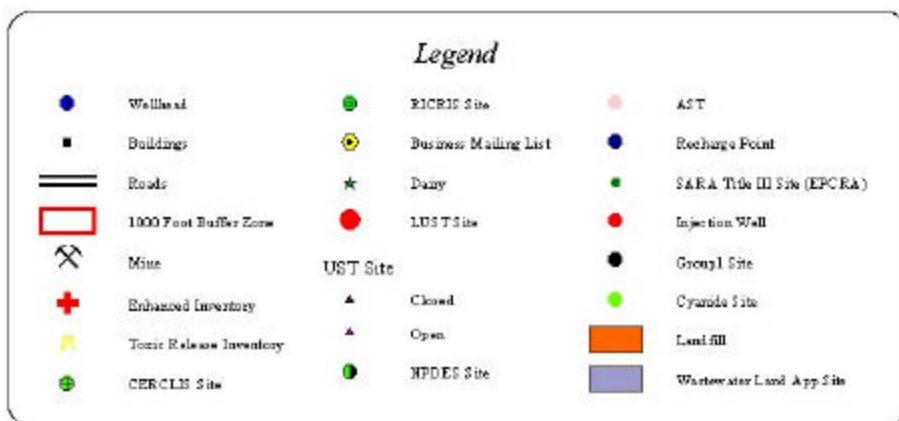 Legend
Wellhead
Buildings
Roads
1000 Foot Buffer Zone
Mine
Enhanced Inventory
Toxic Release Inventory
CERCLIS Site
RICRIS Site
Business Mailing List
Dairy
LUST Site
UST Site
Closed
Open
NPDES Site
AST
Recharge Point
SARA Title III Site (EPCRA)
Injection Well
Group1 Site
Cyanide Site
Landfill
Wastewater Land App.Site